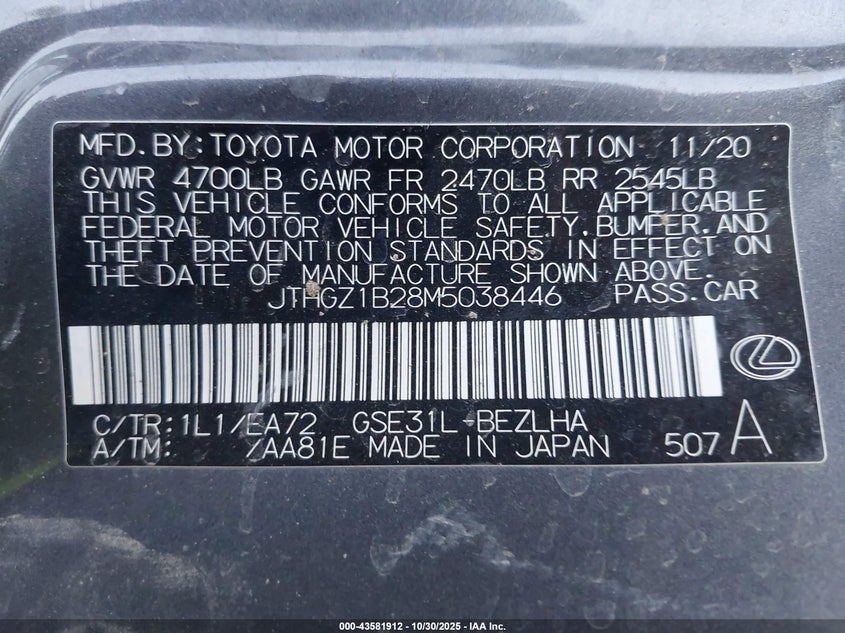 MFD. BY: TOYOTA MOTOR CORPORATION 11/20
GVWR 4700LB GAWR FR 2470LB RR 2545LB
THIS VEHICLE CONFORMS TO ALL APPLICABLE
FEDERAL MOTOR VEHICLE SAFETY, BUMPER, AND
THEFT PREVENTION STANDARDS IN EFFECT ON
THE DATE OF MANUFACTURE SHOWN ABOVE.
JTHGZ1B28M5038446 PASS. CAR
C/TR: 1L1/EA72 GSE31L-BEZLHA
A/TM: /AA81E MADE IN JAPAN 507 A
000-43581912 - 10/30/2025 - IAA Inc.